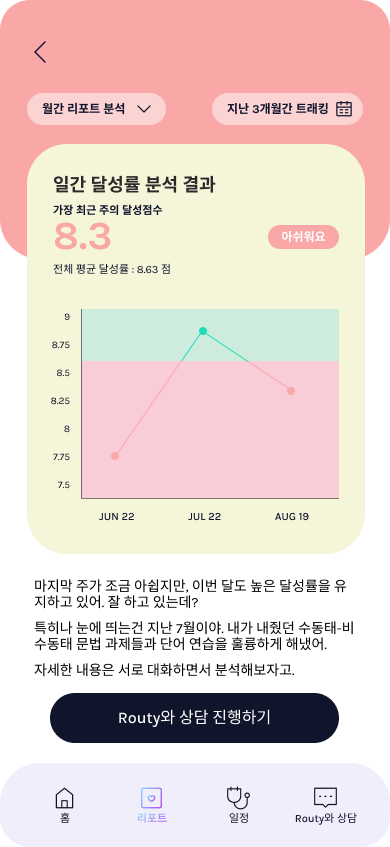 월간 리포트 분석
지난 3개월간 트래킹
일간 달성률 분석 결과
가장 최근 주의 달성점수
8.3
아쉬워요
전체 평균 달성률 : 8.63 점
9
8.75
8.5
8.25
8
7.75
7.5
JUN 22
JUL 22
AUG 19
마지막 주가 조금 아쉽지만, 이번 달도 높은 달성률을 유
지하고 있어. 잘 하고 있는데?
특히나 눈에 띄는건 지난 7월이야. 내가 내줬던 수동태-비
수동태 문법 과제들과 단어 연습을 훌륭하게 해냈어.
자세한 내용은 서로 대화하면서 분석해보자고.
Routy와 상담 진행하기
홈
리포트
일정
Routy와 상담